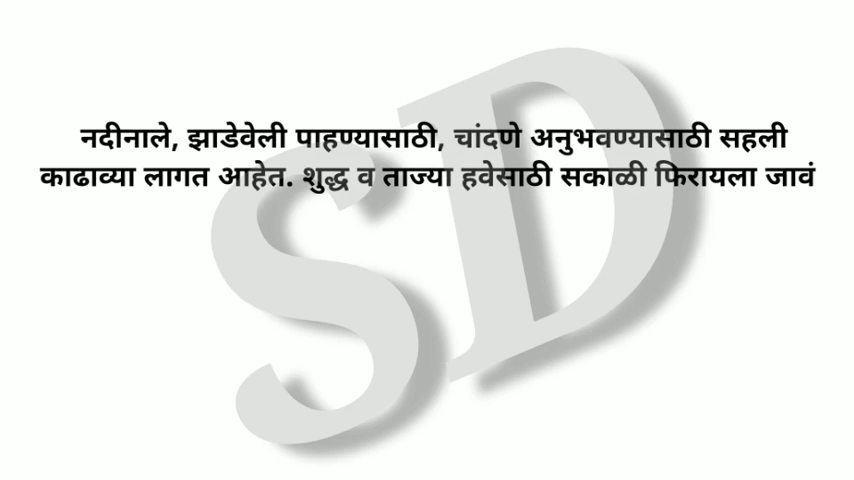 नदीनाले, झाडेवेली पाहण्यासाठी, चांदणे अनुभवण्यासाठी सहली
काढाव्या लागत आहेत. शुद्ध व ताज्या हवेसाठी सकाळी फिरायला जावं
SD